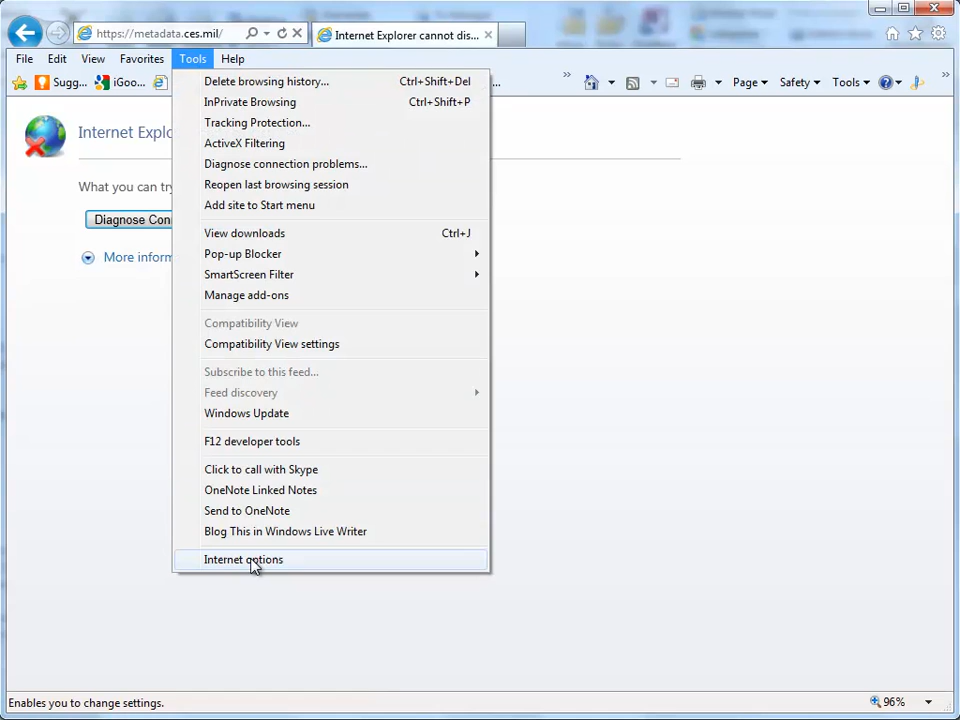 https://metadata.ces.mil/
Internet Explorer cannot dis...
File Edit View Favorites Tools Help
Sugg... iGoo... ... Page Safety Tools
Delete browsing history... Ctrl+Shift+Del
InPrivate Browsing Ctrl+Shift+P
Tracking Protection...
ActiveX Filtering
Diagnose connection problems...
Reopen last browsing session
Add site to Start menu
View downloads Ctrl+J
Pop-up Blocker
SmartScreen Filter
Manage add-ons
Compatibility View
Compatibility View settings
Subscribe to this feed...
Feed discovery
Windows Update
F12 developer tools
Click to call with Skype
OneNote Linked Notes
Send to OneNote
Blog This in Windows Live Writer
Internet options
Internet Explo
What you can try
Diagnose Con
More inform
Enables you to change settings.
96%